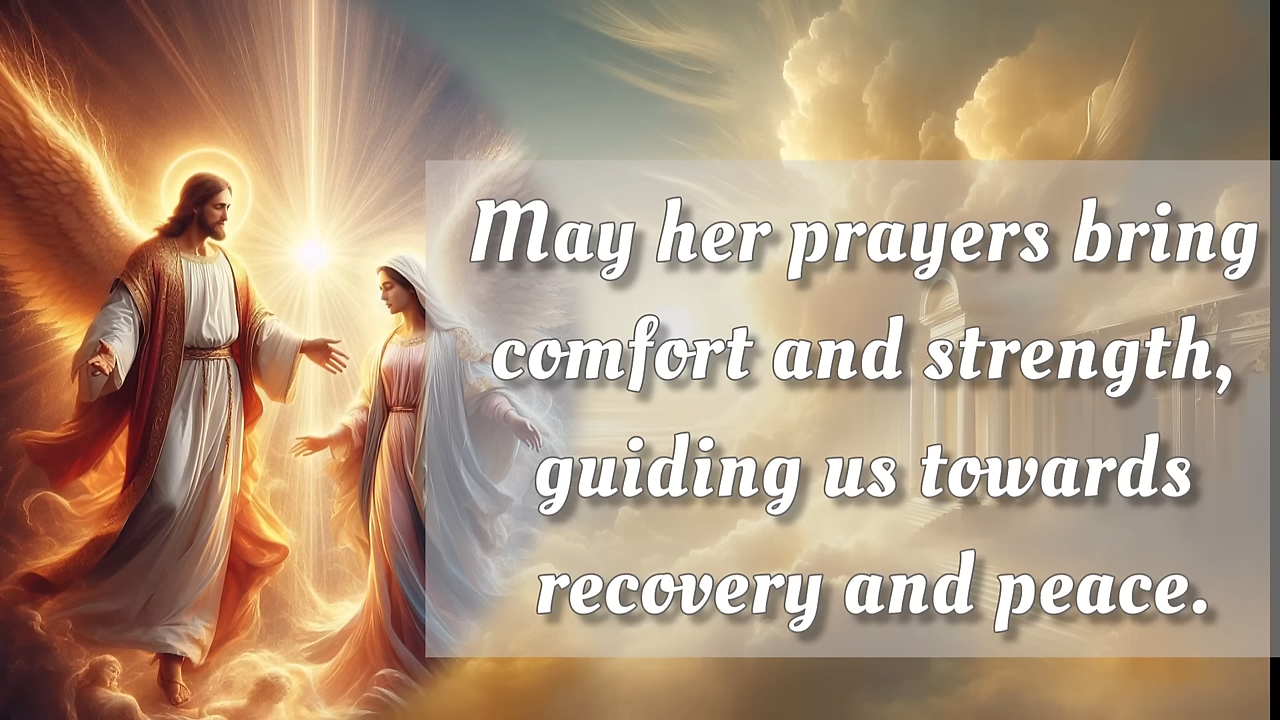 May her prayers bring
comfort and strength,
guiding us towards
recovery and peace.